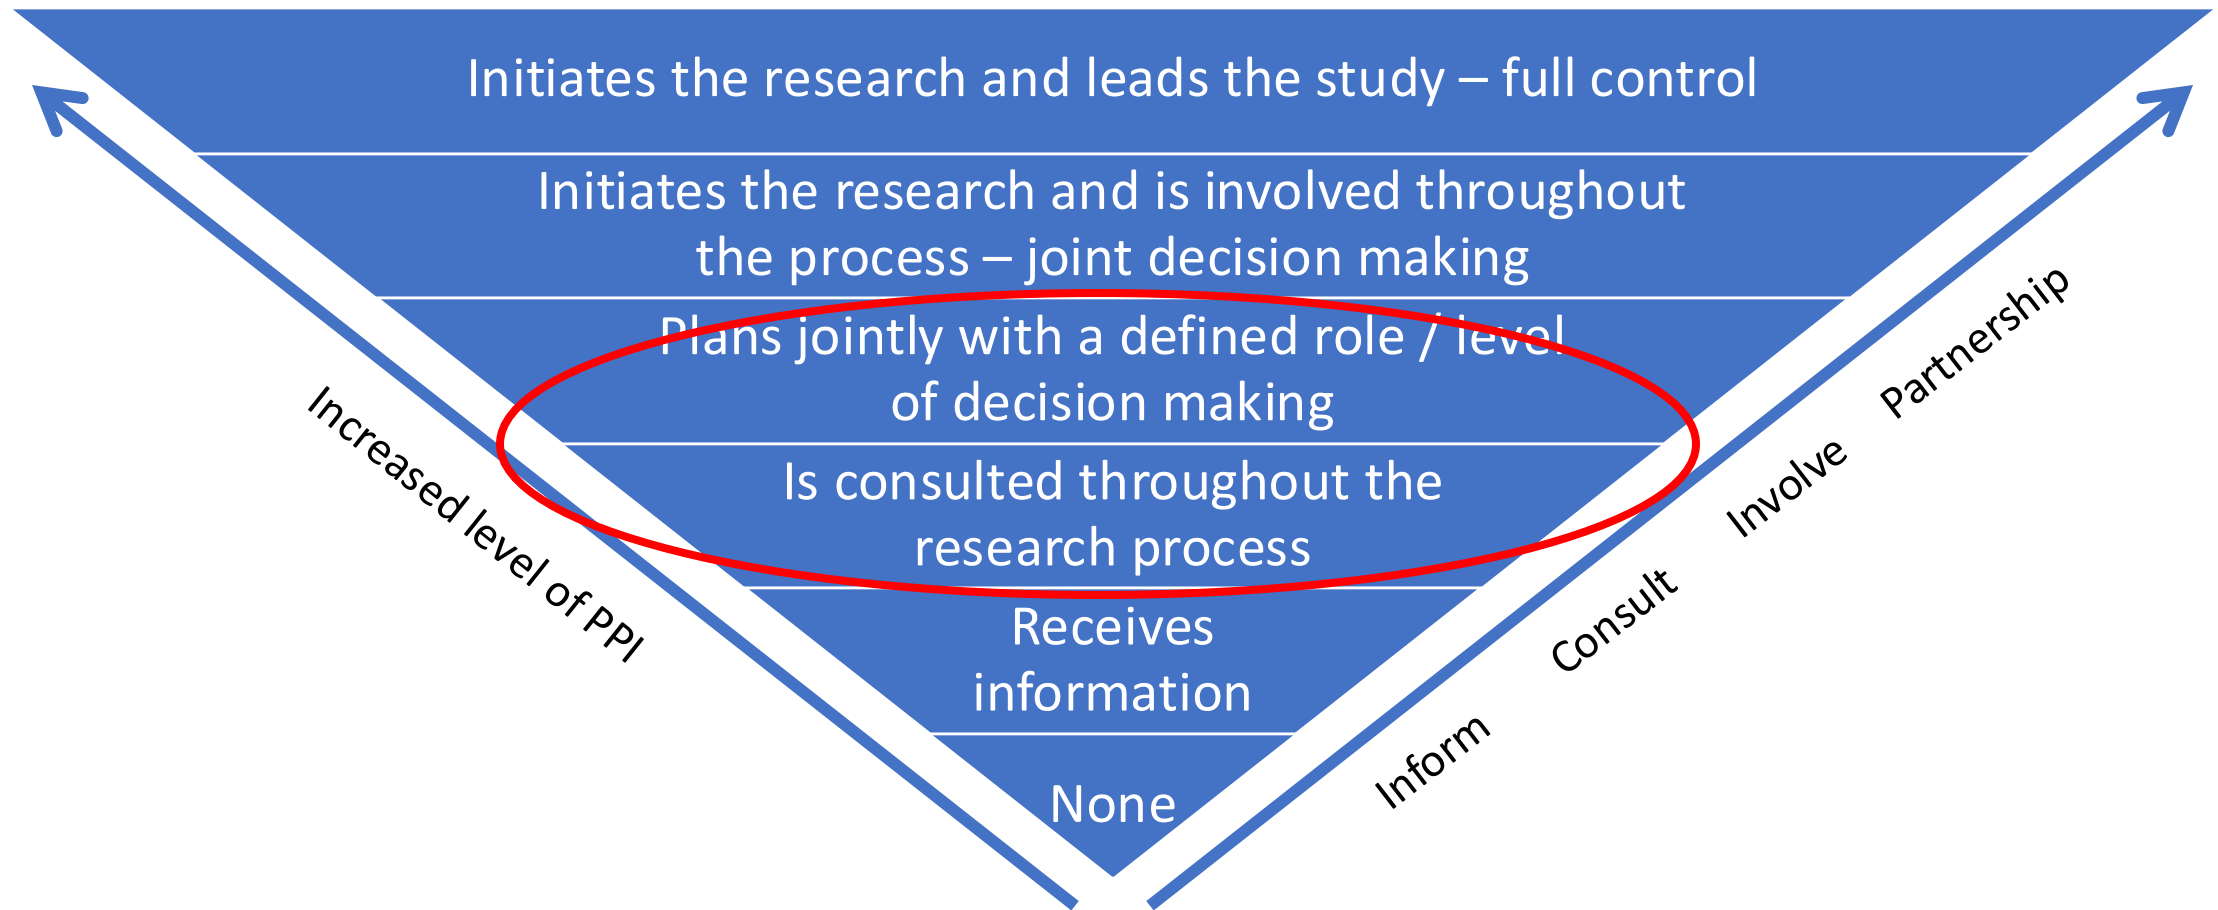 Initiates the research and leads the study – full control
Initiates the research and is involved throughout
the process – joint decision making
Plans jointly with a defined role / level
of decision making
Is consulted throughout the
research process
Receives
information
None
Increased level of PPI
Inform
Consult
Involve
Partnership